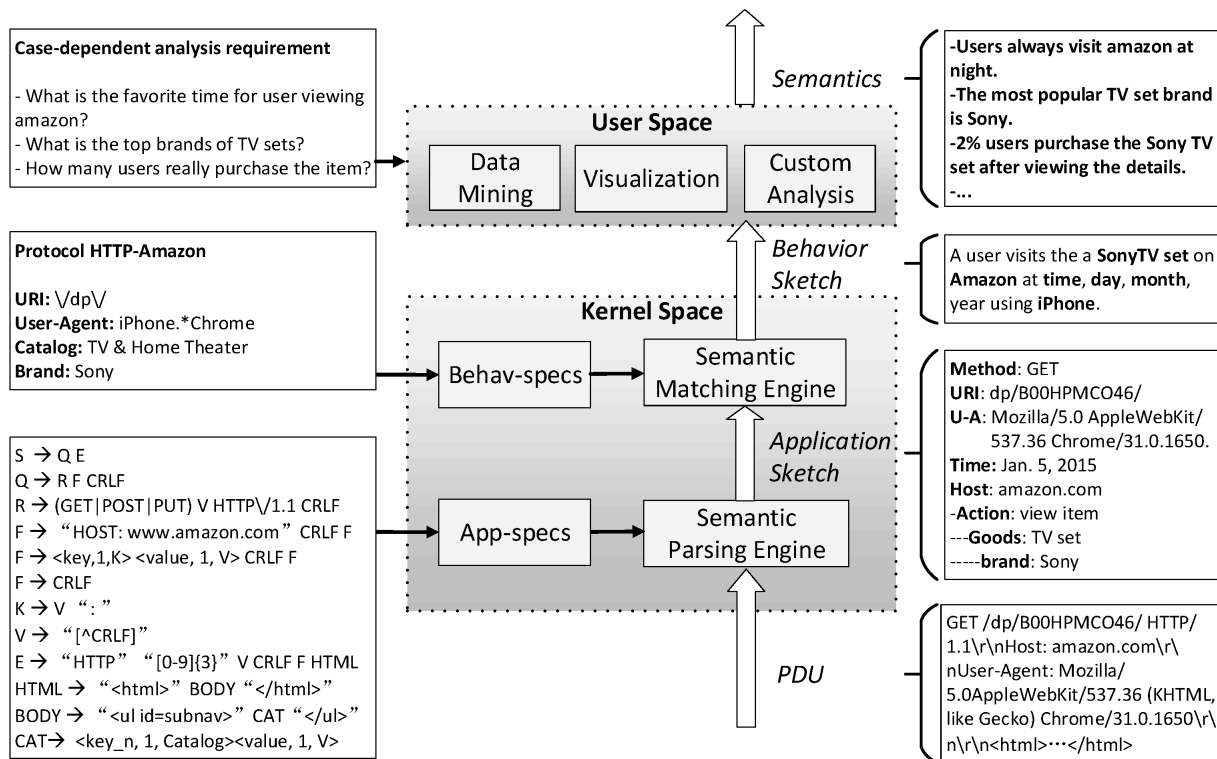 Case-dependent analysis requirement
- What is the favorite time for user viewing
amazon?
- What is the top brands of TV sets?
- How many users really purchase the item?
Protocol HTTP-Amazon
URI: \/dp\/
User-Agent: iPhone.*Chrome
Catalog: TV & Home Theater
Brand: Sony
S → Q E
Q → R F CRLF
R → (GET|POST|PUT) V HTTP\/1.1 CRLF
F → “HOST: www.amazon.com” CRLF F
F → <key,1,K> <value, 1, V> CRLF F
F → CRLF
K → V “: ”
V → “[^CRLF]”
E → “HTTP” “[0-9]{3}” V CRLF F HTML
HTML → “<html>” BODY “</html>”
BODY → “<ul id=subnav>” CAT “</ul>”
CAT→ <key_n, 1, Catalog><value, 1, V>
Semantics
User Space
Data
Mining
Visualization
Custom
Analysis
Behavior
Sketch
Kernel Space
Behav-specs
Semantic
Matching Engine
Application
Sketch
App-specs
Semantic
Parsing Engine
PDU
-Users always visit amazon at
night.
-The most popular TV set brand
is Sony.
-2% users purchase the Sony TV
set after viewing the details.
-...
A user visits the a SonyTV set on
Amazon at time, day, month,
year using iPhone.
Method: GET
URI: dp/B00HPMCO46/
U-A: Mozilla/5.0 AppleWebKit/
537.36 Chrome/31.0.1650.
Time: Jan. 5, 2015
Host: amazon.com
-Action: view item
---Goods: TV set
-----brand: Sony
GET /dp/B00HPMCO46/ HTTP/
1.1\r\nHost: amazon.com\r\
nUser-Agent: Mozilla/
5.0AppleWebKit/537.36 (KHTML,
like Gecko) Chrome/31.0.1650\r\
n\r\n<html>⋯</html>